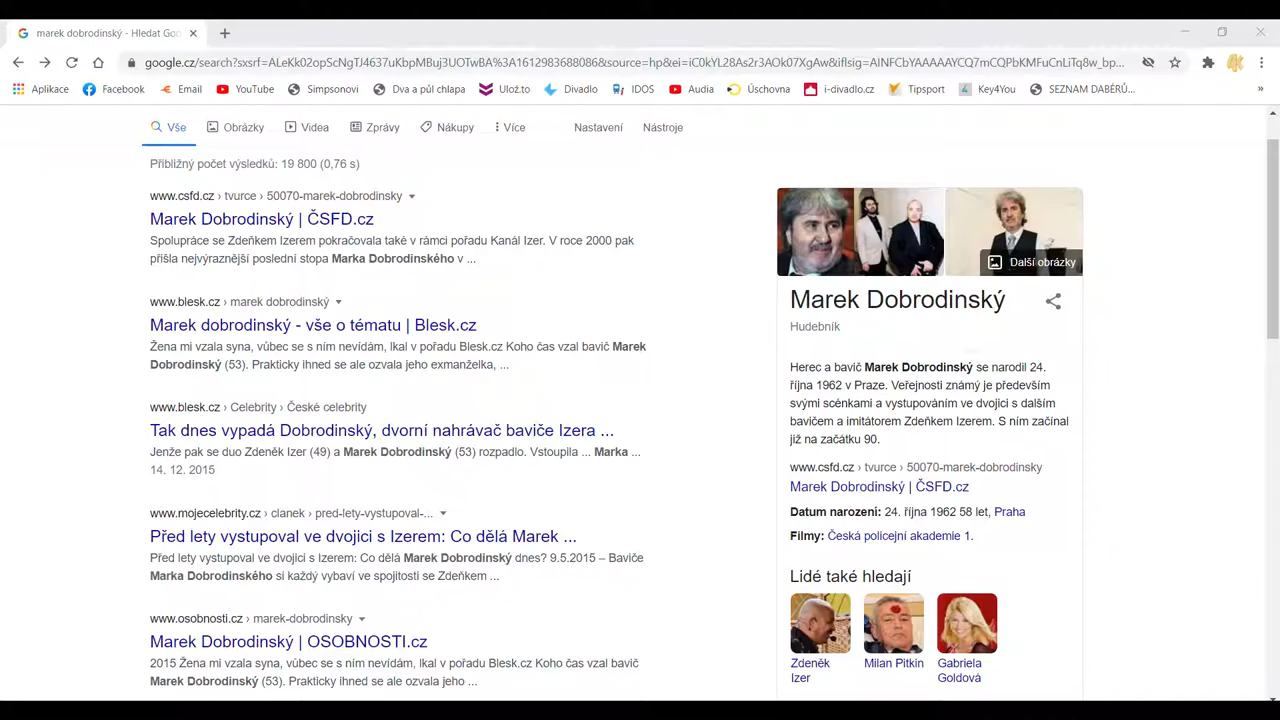 marek dobrodinský - Hledat Goo
google.cz/search?sxsrf=ALeKk02opScNgTJ4637uKbpMBuj3UOTwBA%3A1612983688086&source=hp&ei=iC0kYL28As2r3AOk07XgAw&iflsig=AINFCbYAAAAAYCQ7mCQPbKMFuCnLiTq8w_bp...
Aplikace Facebook Email YouTube Simpsonovi Dva a půl chlapa Ulož.to Divadlo IDOS Audia Úschovna i-divadlo.cz Tipsport Key4You SEZNAM DABÉRŮ... »
Vše Obrázky Videa Zprávy Nákupy Více Nastavení Nástroje
Přibližný počet výsledků: 19 800 (0,76 s)
www.csfd.cz › tvurce › 50070-marek-dobrodinsky
Marek Dobrodinský | ČSFD.cz
Spolupráce se Zdeňkem Izerem pokračovala také v rámci pořadu Kanál Izer. V roce 2000 pak
přišla nejvýraznější poslední stopa Marka Dobrodinského v ...
www.blesk.cz › marek dobrodinský
Marek dobrodinský - vše o tématu | Blesk.cz
Žena mi vzala syna, vůbec se s ním nevídám, lkal v pořadu Blesk.cz Koho čas vzal bavič Marek
Dobrodinský (53). Prakticky ihned se ale ozvala jeho exmanželka, ...
www.blesk.cz › Celebrity › České celebrity
Tak dnes vypadá Dobrodinský, dvorní nahrávač baviče Izera ...
Jenže pak se duo Zdeněk Izer (49) a Marek Dobrodinský (53) rozpadlo. Vstoupila ... Marka ...
14. 12. 2015
www.mojecelebrity.cz › clanek › pred-lety-vystupoval-...
Před lety vystupoval ve dvojici s Izerem: Co dělá Marek ...
Před lety vystupoval ve dvojici s Izerem: Co dělá Marek Dobrodinský dnes? 9.5.2015 – Baviče
Marka Dobrodinského si každý vybaví ve spojitosti se Zdeňkem ...
www.osobnosti.cz › marek-dobrodinsky
Marek Dobrodinský | OSOBNOSTI.cz
2015 Žena mi vzala syna, vůbec se s ním nevídám, lkal v pořadu Blesk.cz Koho čas vzal bavič
Marek Dobrodinský (53). Prakticky ihned se ale ozvala jeho ...
Další obrázky
Marek Dobrodinský
Hudebník
Herec a bavič Marek Dobrodinský se narodil 24.
října 1962 v Praze. Veřejnosti známý je především
svými scénkami a vystupováním ve dvojici s dalším
bavičem a imitátorem Zdeňkem Izerem. S ním začínal
již na začátku 90.
www.csfd.cz › tvurce › 50070-marek-dobrodinsky
Marek Dobrodinský | ČSFD.cz
Datum narození: 24. října 1962 58 let, Praha
Filmy: Česká policejní akademie 1.
Lidé také hledají
Zdeněk Izer
Milan Pitkin
Gabriela Goldová